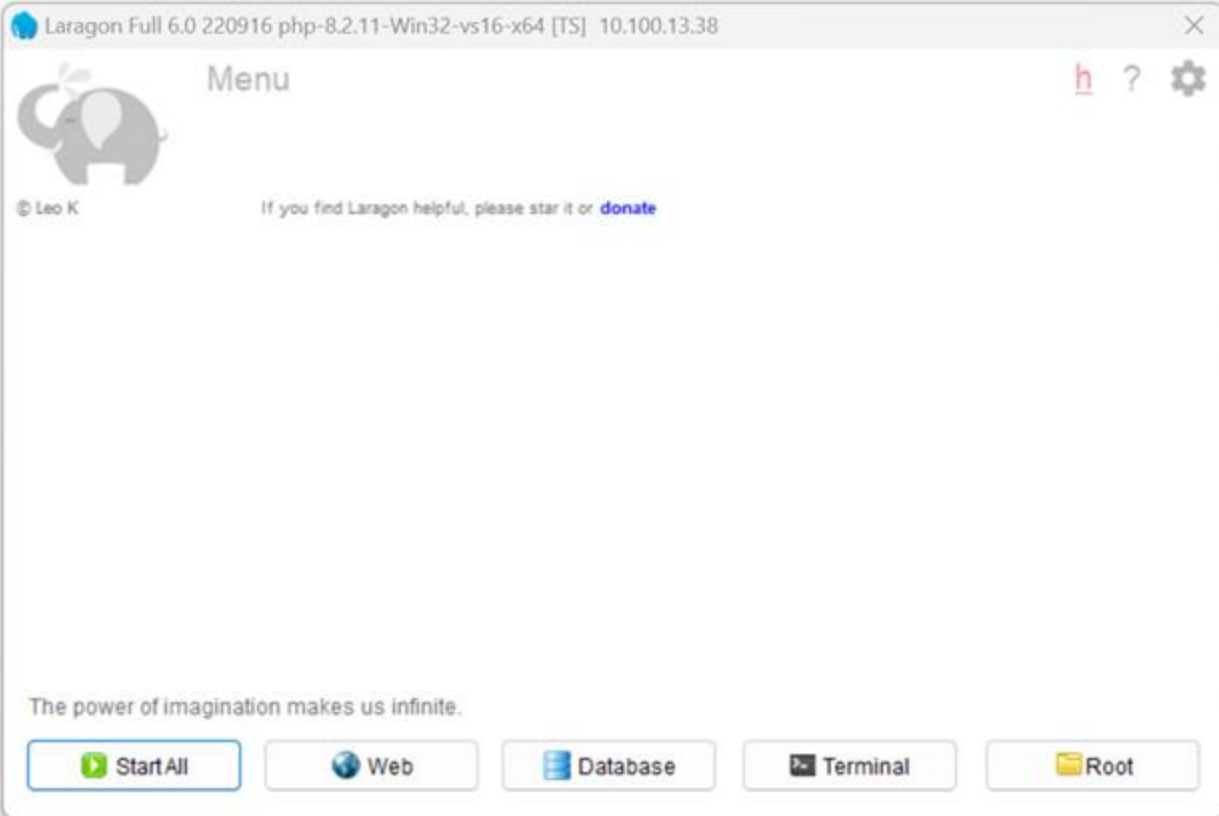 Laragon Full 6.0 220916 php-8.2.11-Win32-vs16-x64 [TS] 10.100.13.38
Menu
h ?
© Leo K
If you find Laragon helpful, please star it or donate
The power of imagination makes us infinite.
Start All
Web
Database
Terminal
Root